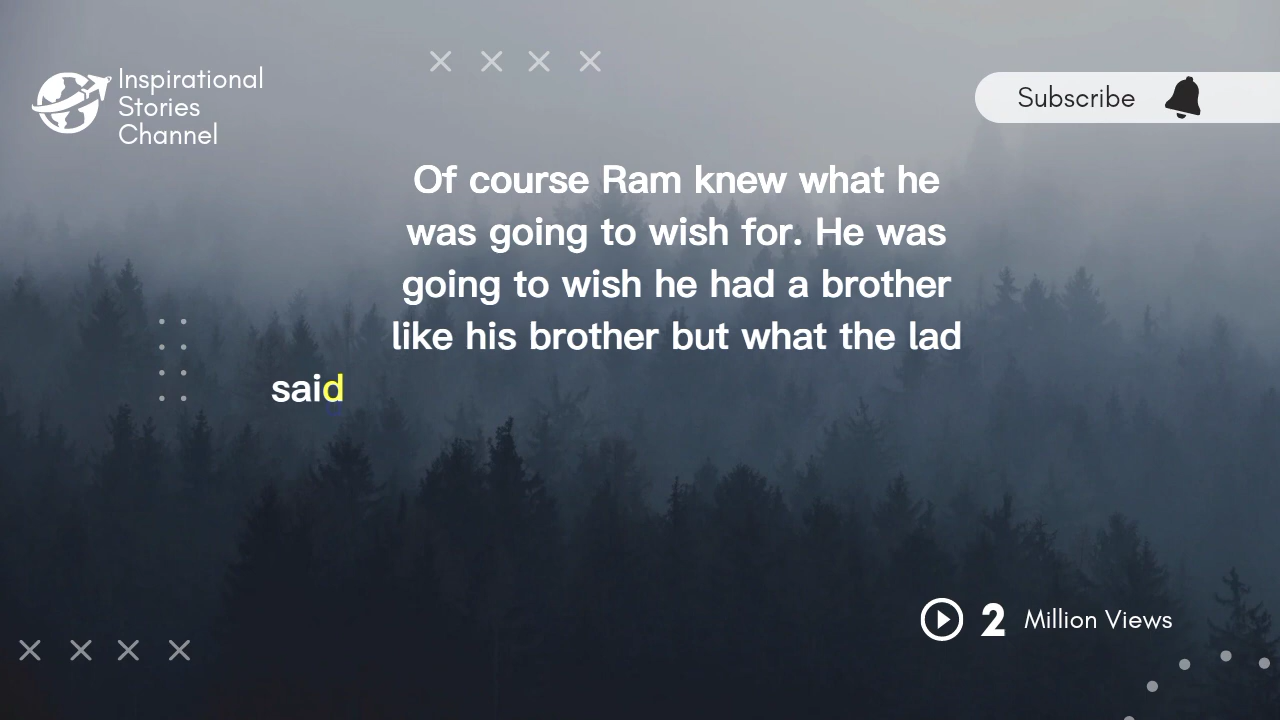 Inspirational
Stories
Channel
Subscribe
Of course Ram knew what he
was going to wish for. He was
going to wish he had a brother
like his brother but what the lad
said
2 Million Views